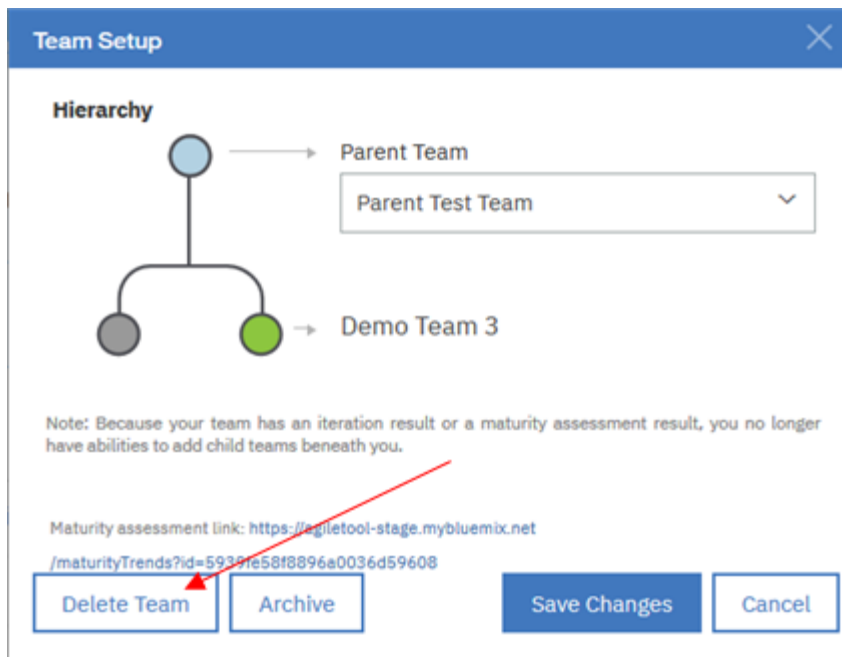 Team Setup
Hierarchy
Parent Team
Parent Test Team
Demo Team 3
Note: Because your team has an iteration result or a maturity assessment result, you no longer
have abilities to add child teams beneath you.
Maturity assessment link: https://agiletool-stage.mybluemix.net
/maturityTrends?id=5939fe58f8896a0036d59608
Delete Team Archive Save Changes Cancel